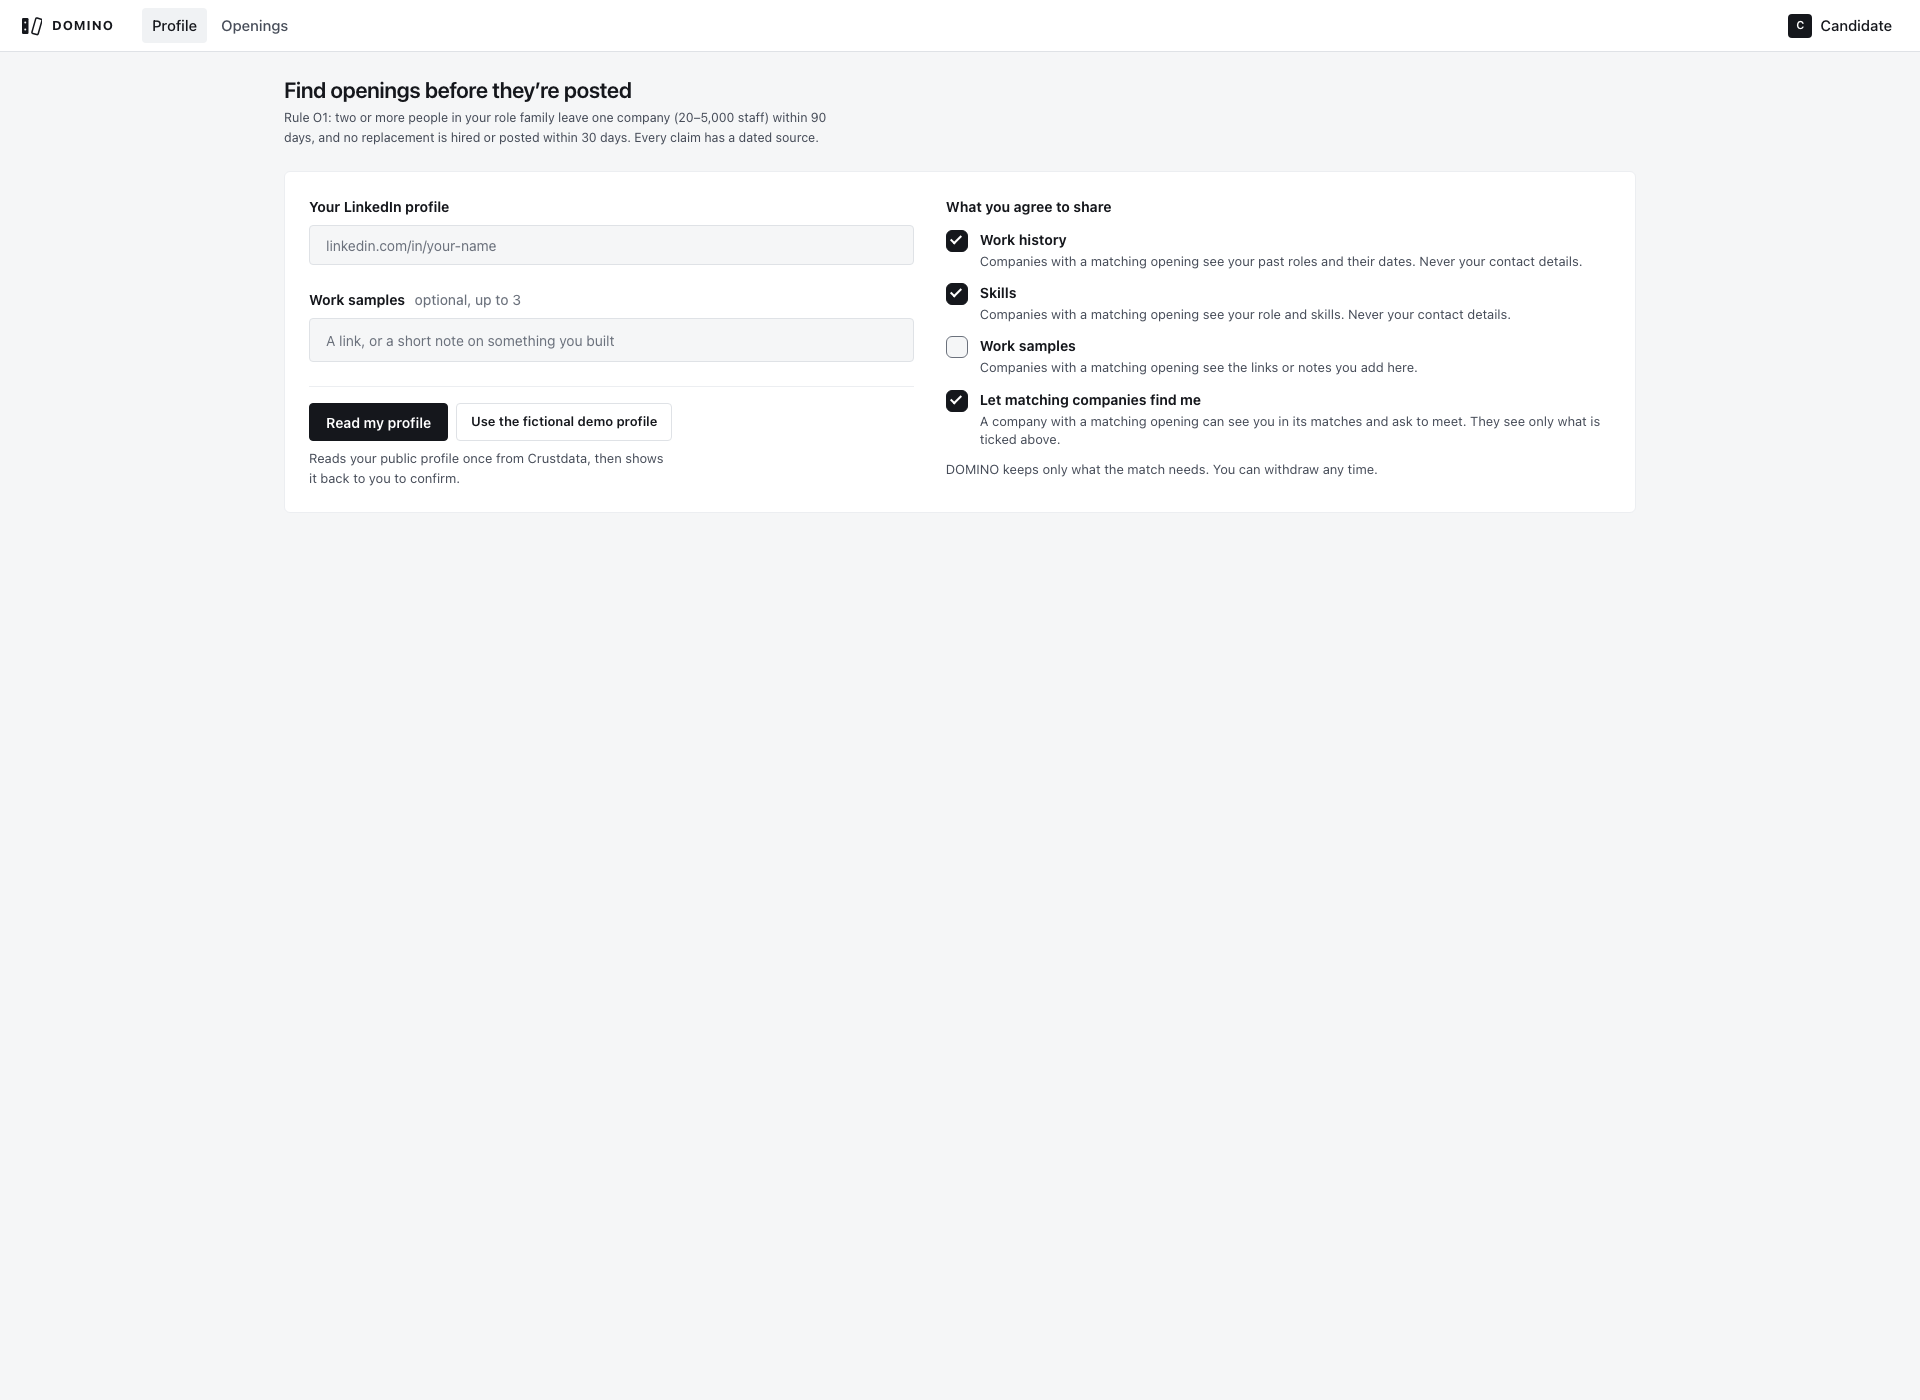 DOMINO
Profile
Openings
C
Candidate
Find openings before they’re posted
Rule O1: two or more people in your role family leave one company (20–5,000 staff) within 90
days, and no replacement is hired or posted within 30 days. Every claim has a dated source.
Your LinkedIn profile
linkedin.com/in/your-name
Work samples optional, up to 3
A link, or a short note on something you built
Read my profile
Use the fictional demo profile
Reads your public profile once from Crustdata, then shows
it back to you to confirm.
What you agree to share
Work history
Companies with a matching opening see your past roles and their dates. Never your contact details.
Skills
Companies with a matching opening see your role and skills. Never your contact details.
Work samples
Companies with a matching opening see the links or notes you add here.
Let matching companies find me
A company with a matching opening can see you in its matches and ask to meet. They see only what is
ticked above.
DOMINO keeps only what the match needs. You can withdraw any time.